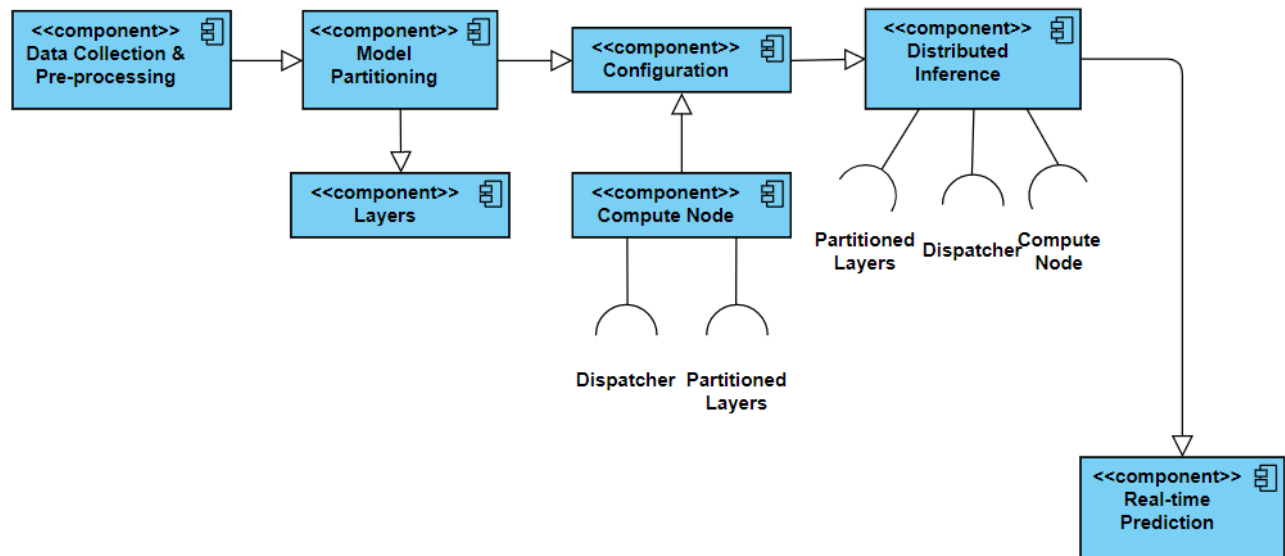 <<component>>
Data Collection &
Pre-processing
<<component>>
Model
Partitioning
<<component>>
Configuration
<<component>>
Distributed
Inference
<<component>>
Layers
<<component>>
Compute Node
Partitioned
Layers
Dispatcher
Compute
Node
Dispatcher
Partitioned
Layers
<<component>>
Real-time
Prediction